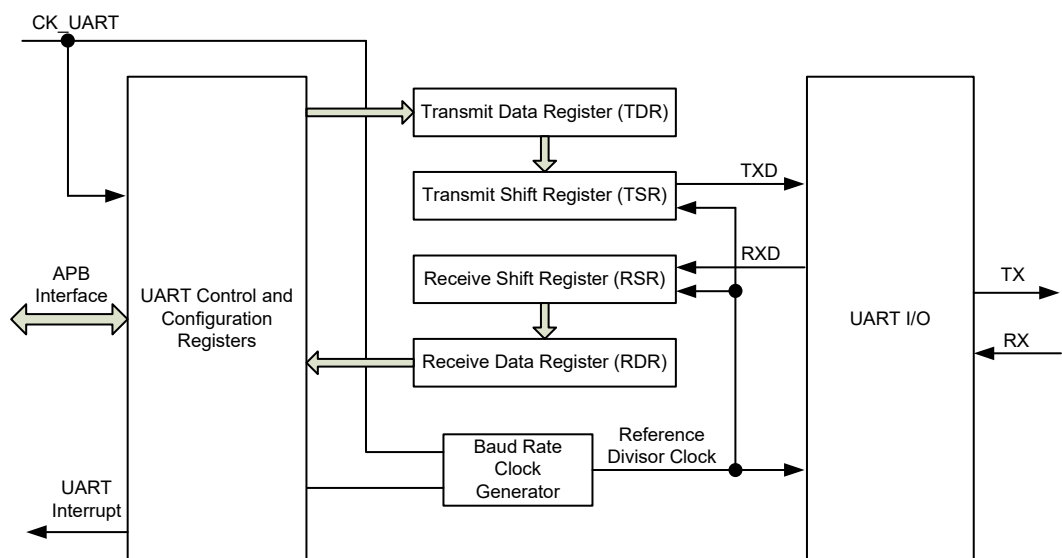 CK_UART
Transmit Data Register (TDR)
TXD
Transmit Shift Register (TSR)
RXD
Receive Shift Register (RSR)
APB
Interface
UART Control and
Configuration
Registers
UART I/O
TX
RX
Receive Data Register (RDR)
Baud Rate
Clock
Generator
Reference
Divisor Clock
UART
Interrupt